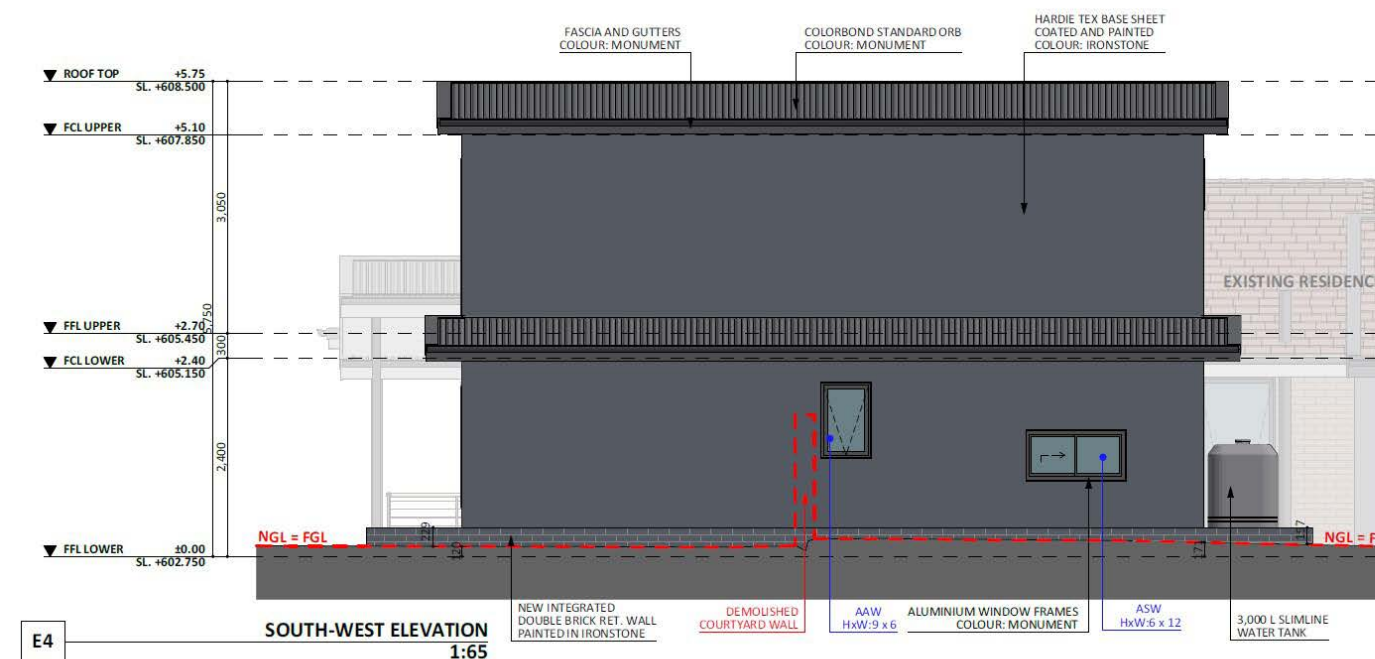 FASCIA AND GUTTERS
COLOUR: MONUMENT
COLORBOND STANDARD ORB
COLOUR: MONUMENT
HARDIE TEX BASE SHEET
COATED AND PAINTED
COLOUR: IRONSTONE
ROOF TOP +5.75
SL. +608.500
FCL UPPER +5.10
SL. +607.850
3,050
EXISTING RESIDENC
5,750
FFL UPPER +2.70
SL. +605.450
300
FCL LOWER +2.40
SL. +605.150
2,400
229
120
171
197
NGL = FGL
NGL = F
FFL LOWER ±0.00
SL. +602.750
NEW INTEGRATED
DOUBLE BRICK RET. WALL
PAINTED IN IRONSTONE
DEMOLISHED
COURTYARD WALL
AAW
HxW:9 x 6
ALUMINIUM WINDOW FRAMES
COLOUR: MONUMENT
ASW
HxW:6 x 12
3,000 L SLIMLINE
WATER TANK
E4
SOUTH-WEST ELEVATION
1:65